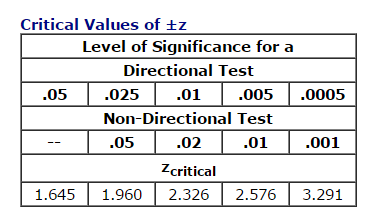 Critical Values of ±z
Level of Significance for a
Directional Test
.05 .025 .01 .005 .0005
Non-Directional Test
-- .05 .02 .01 .001
zcritical
1.645 1.960 2.326 2.576 3.291